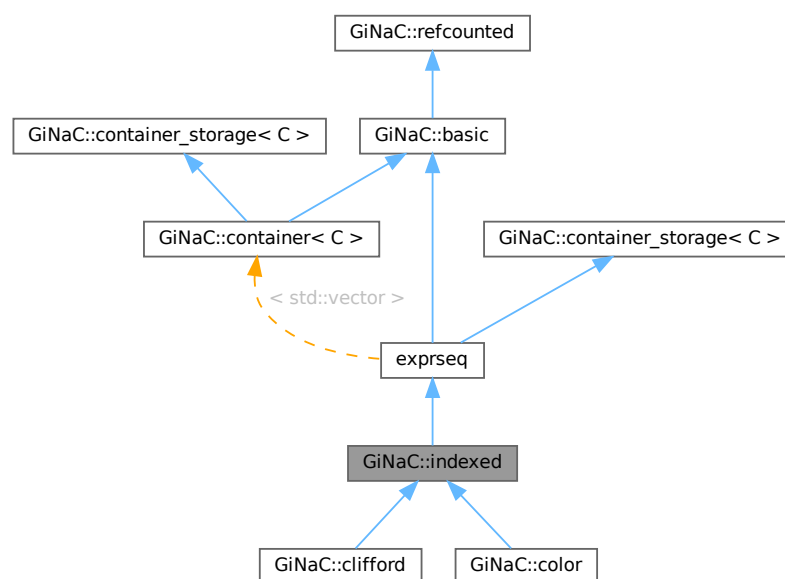 GiNaC::refcounted
GiNaC::container_storage< C >
GiNaC::basic
GiNaC::container< C >
GiNaC::container_storage< C >
< std::vector >
exprseq
GiNaC::indexed
GiNaC::clifford
GiNaC::color